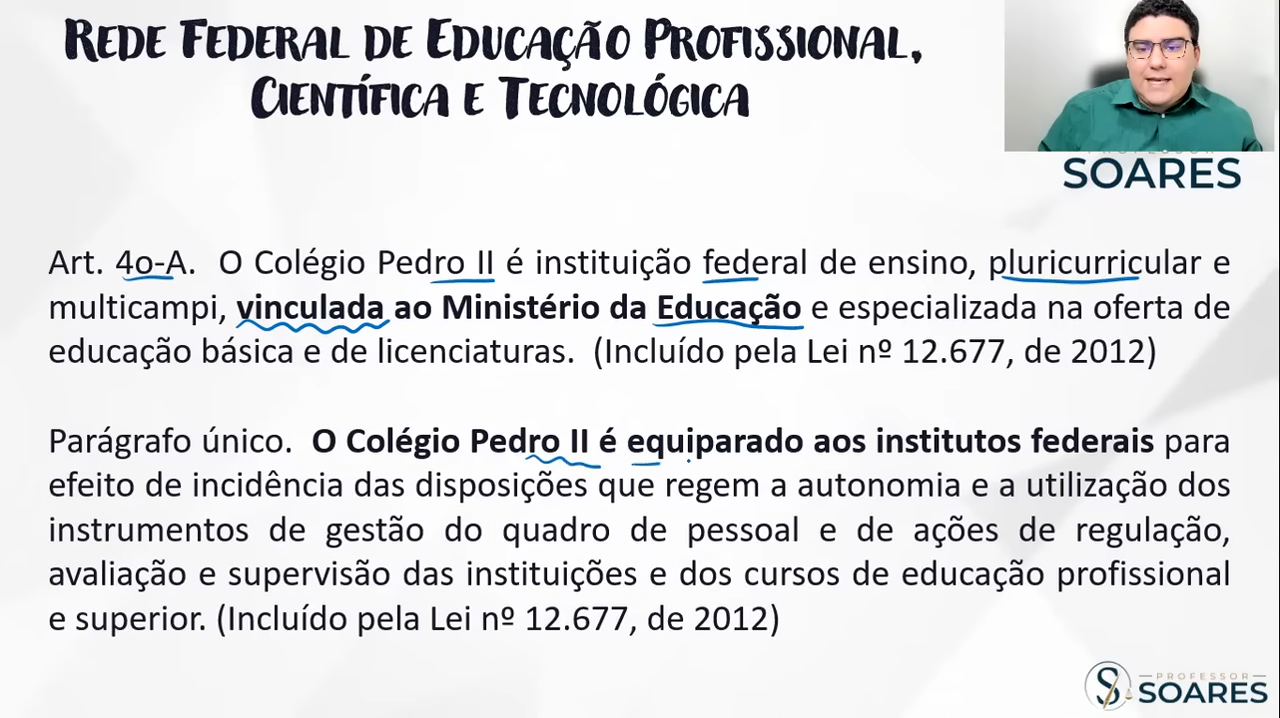 REDE FEDERAL DE EDUCAÇÃO PROFISSIONAL,
CIENTÍFICA E TECNOLÓGICA
SOARES
Art. 4o-A. O Colégio Pedro II é instituição federal de ensino, pluricurricular e
multicampi, vinculada ao Ministério da Educação e especializada na oferta de
educação básica e de licenciaturas. (Incluído pela Lei nº 12.677, de 2012)
Parágrafo único. O Colégio Pedro II é equiparado aos institutos federais para
efeito de incidência das disposições que regem a autonomia e a utilização dos
instrumentos de gestão do quadro de pessoal e de ações de regulação,
avaliação e supervisão das instituições e dos cursos de educação profissional
e superior. (Incluído pela Lei nº 12.677, de 2012)
PROFESSOR
SOARES